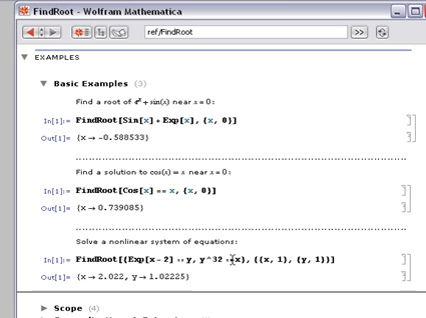 FindRoot - Wolfram Mathematica
ref/FindRoot >>
EXAMPLES
Basic Examples (3)
Find a root of eˣ + sin(x) near x = 0:
In[1]:= FindRoot[Sin[x] + Exp[x], {x, 0}]
Out[1]= {x → -0.588533}
Find a solution to cos(x) = x near x = 0:
In[1]:= FindRoot[Cos[x] == x, {x, 0}]
Out[1]= {x → 0.739085}
Solve a nonlinear system of equations:
In[1]:= FindRoot[{Exp[x - 2] == y, y^32 == x}, {{x, 1}, {y, 1}}]
Out[1]= {x → 2.022, y → 1.02225}
Scope (4)